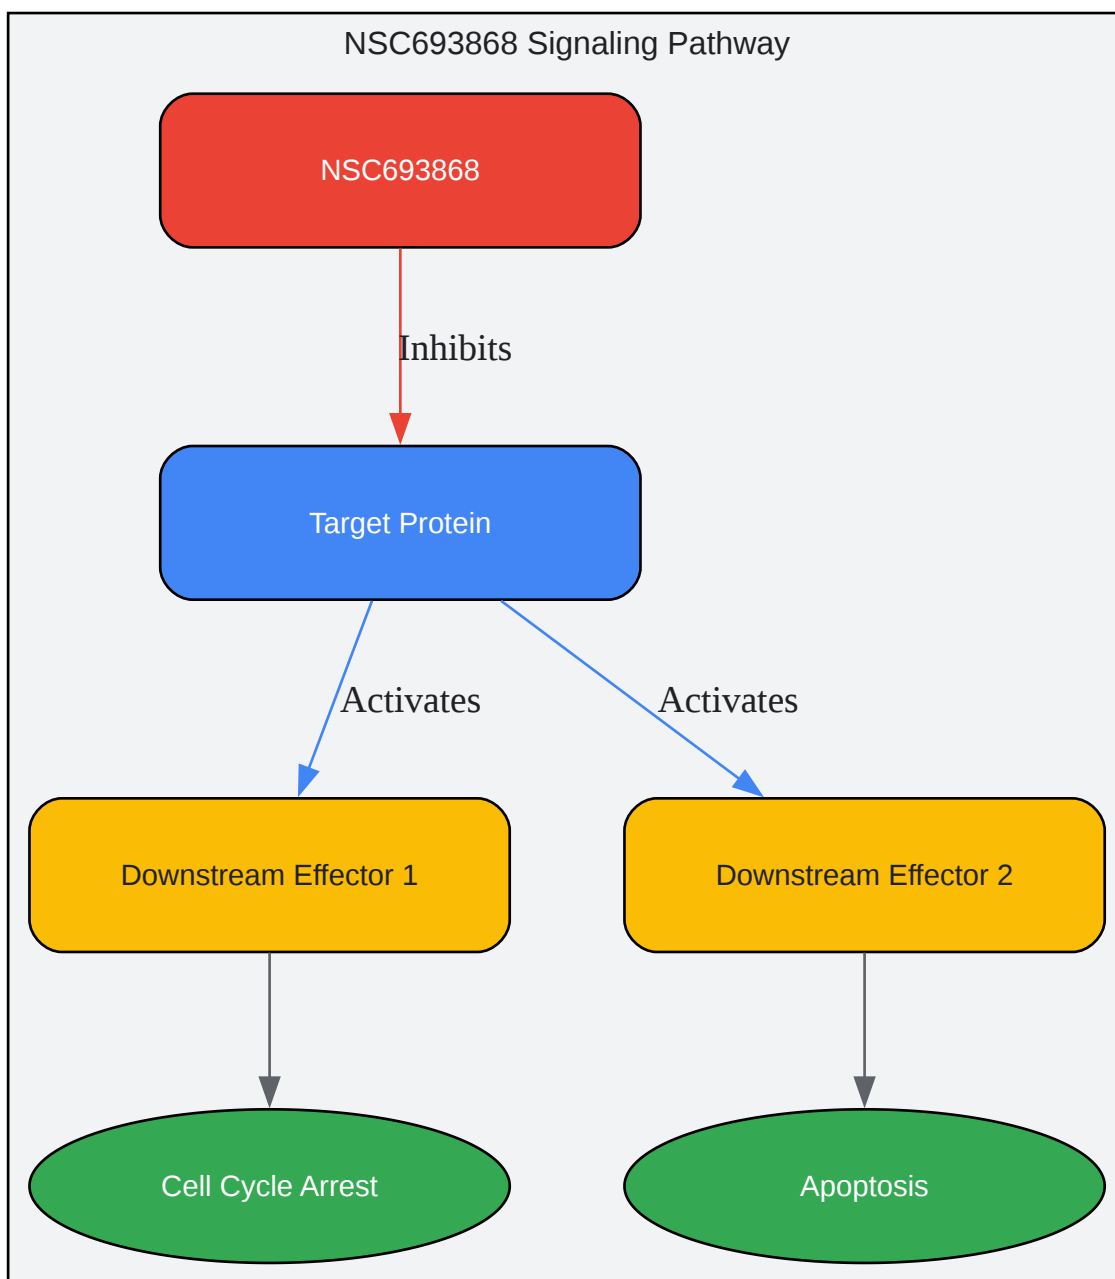 NSC693868 Signaling Pathway
NSC693868
Inhibits
Target Protein
Activates
Activates
Downstream Effector 1
Downstream Effector 2
Cell Cycle Arrest
Apoptosis